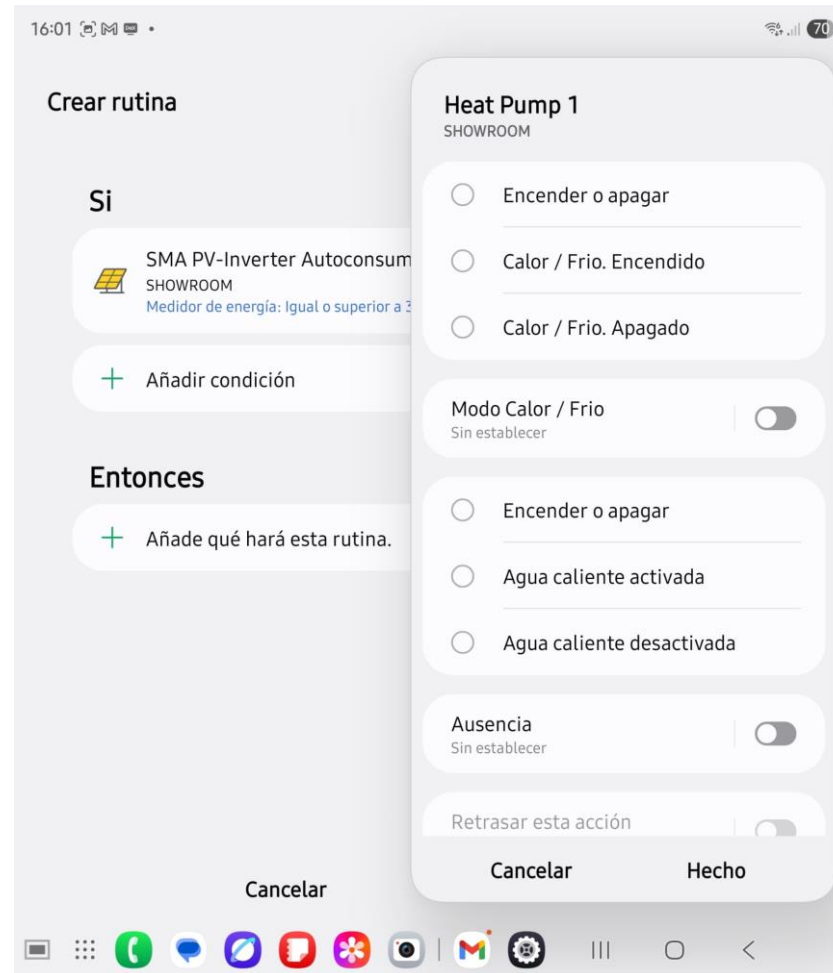 16:01
70
Crear rutina
Si
SMA PV-Inverter Autoconsum
SHOWROOM
Medidor de energía: Igual o superior a
Añadir condición
Entonces
Añade qué hará esta rutina.
Cancelar
Heat Pump 1
SHOWROOM
Encender o apagar
Calor / Frio. Encendido
Calor / Frio. Apagado
Modo Calor / Frio
Sin establecer
Encender o apagar
Agua caliente activada
Agua caliente desactivada
Ausencia
Sin establecer
Retrasar esta acción
Cancelar
Hecho